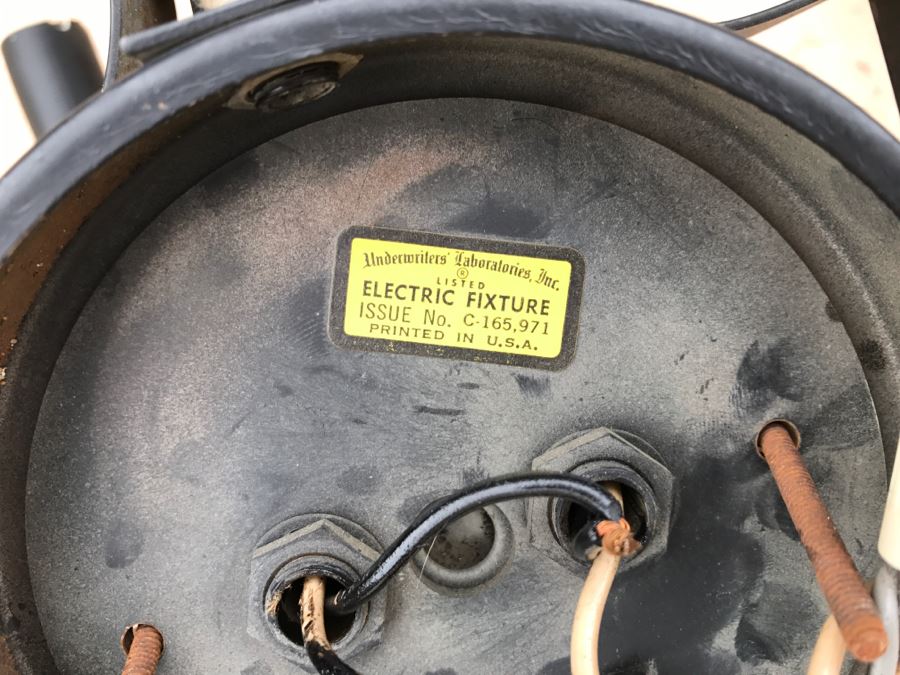 Underwriters' Laboratories, Inc.
®
LISTED
ELECTRIC FIXTURE
ISSUE No. C-165,971
PRINTED IN U.S.A.